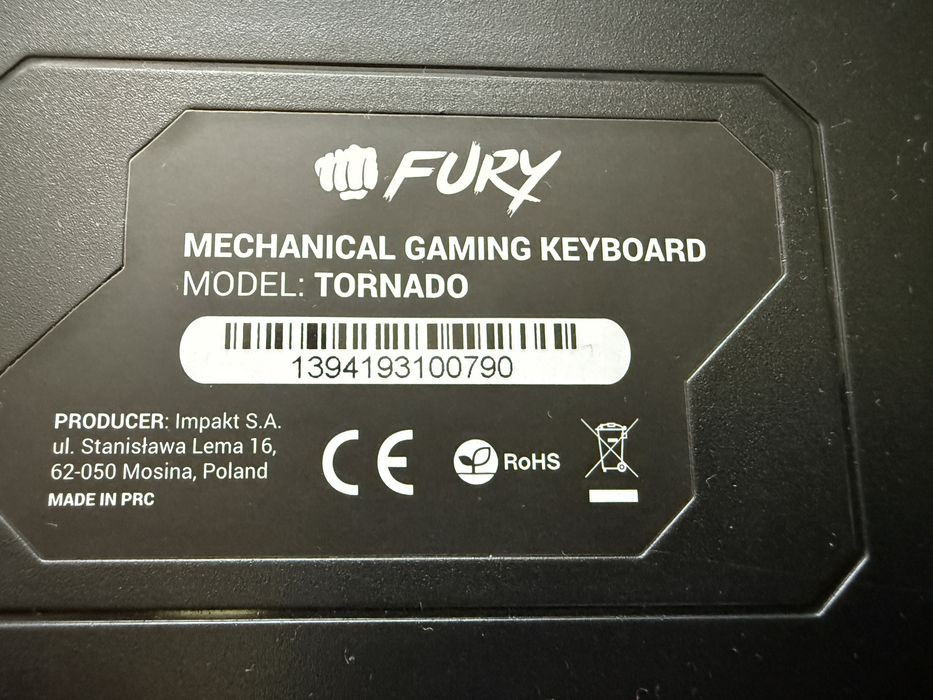 FURY
MECHANICAL GAMING KEYBOARD
MODEL: TORNADO
1394193100790
PRODUCER: Impakt S.A.
ul. Stanisława Lema 16,
62-050 Mosina, Poland
MADE IN PRC
CE
RoHS